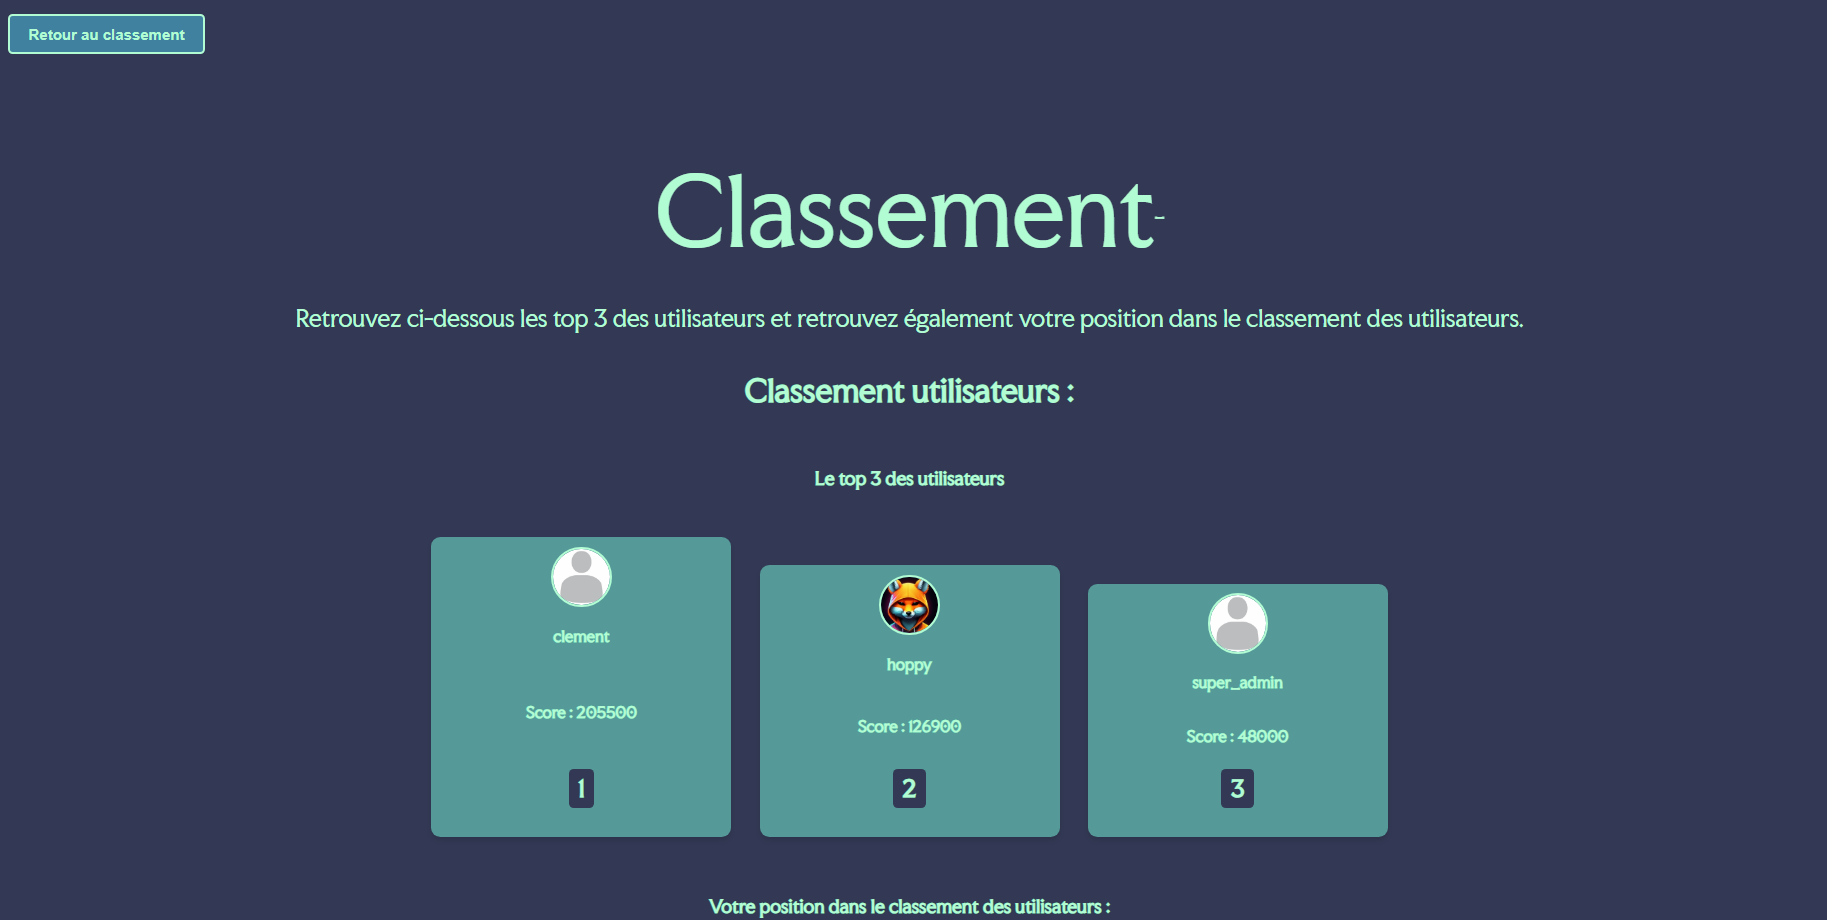 Retour au classement
Classement-
Retrouvez ci-dessous les top 3 des utilisateurs et retrouvez également votre position dans le classement des utilisateurs.
Classement utilisateurs :
Le top 3 des utilisateurs
clement
Score : 205500
1
hoppy
Score : 126900
2
super_admin
Score : 48000
3
Votre position dans le classement des utilisateurs :